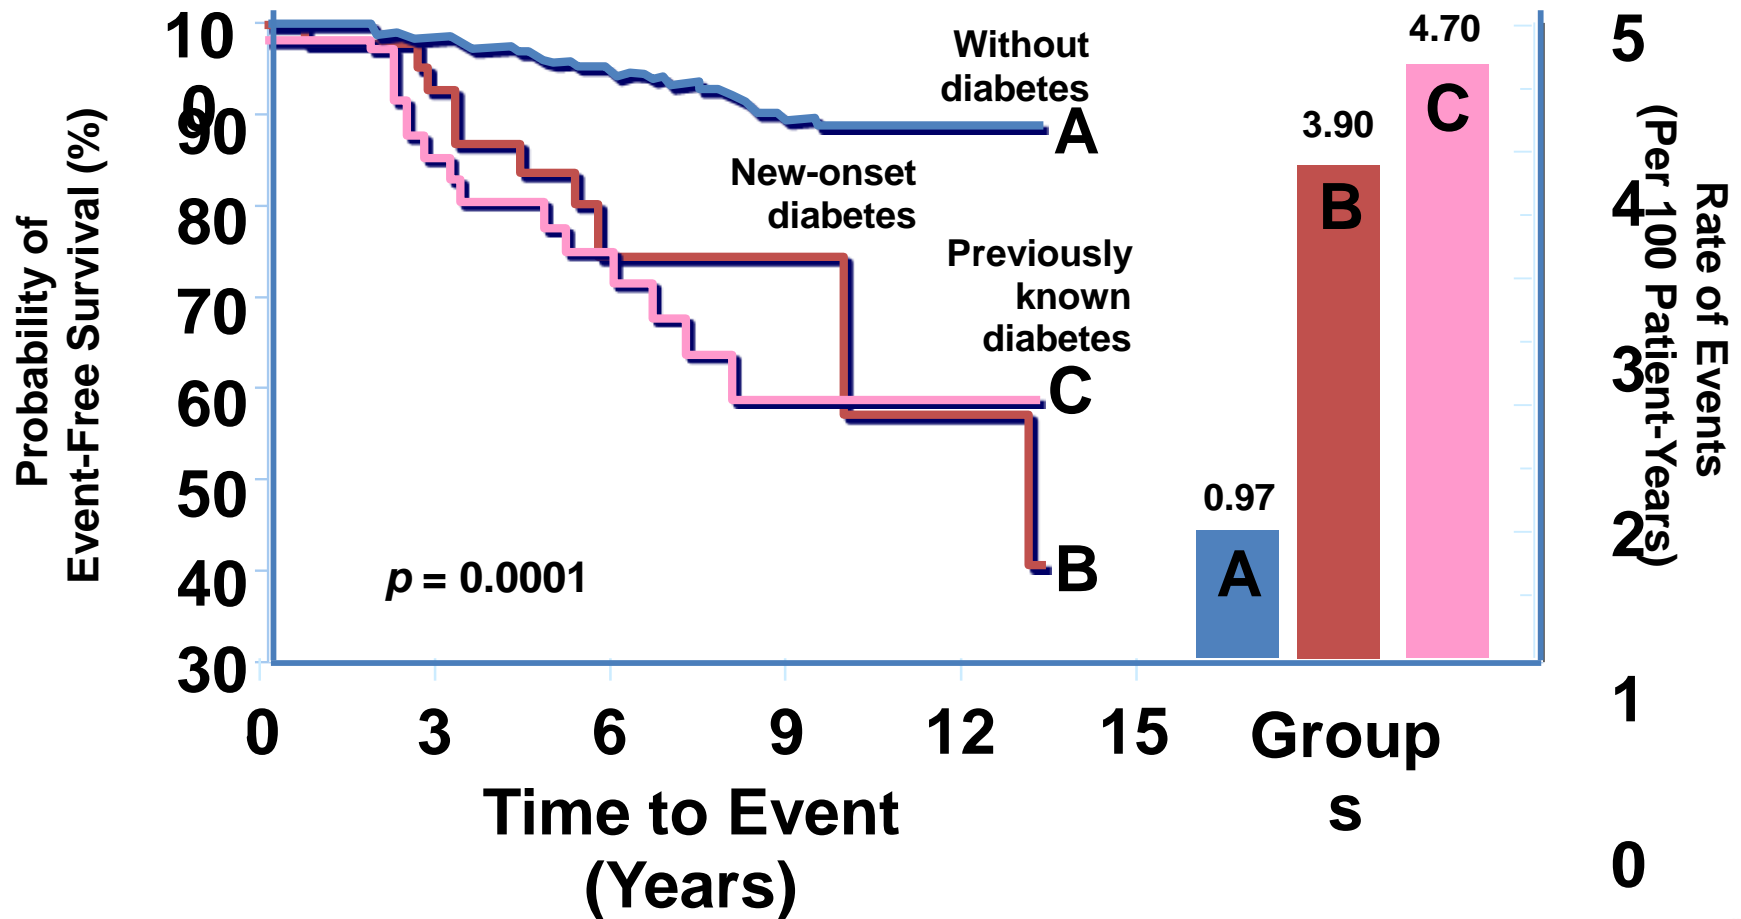 Probability of
Event-Free Survival (%)
10
0
90
80
70
60
50
40
30
Without
diabetes
A
New-onset
diabetes
Previously
known
diabetes
C
B
p = 0.0001
0
3
6
9
12
15
Time to Event
(Years)
0.97
A
3.90
B
4.70
C
Group
s
5
4
3
2
1
0
Rate of Events
(Per 100 Patient-Years)